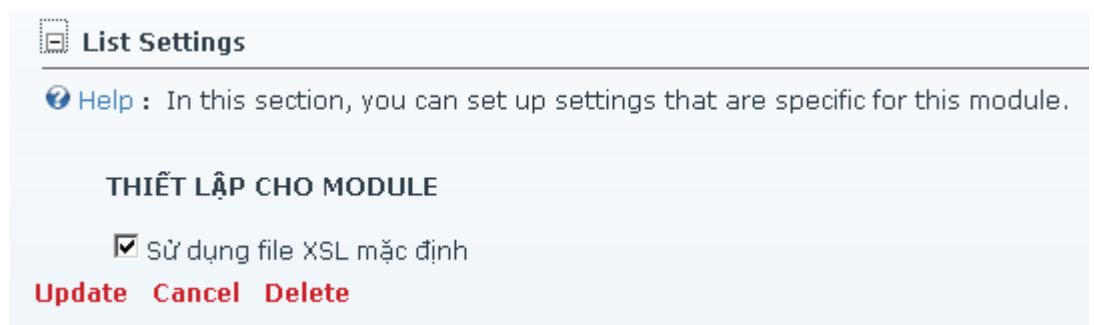 List Settings
Help : In this section, you can set up settings that are specific for this module.
THIẾT LẬP CHO MODULE
Sử dụng file XSL mặc định
Update Cancel Delete